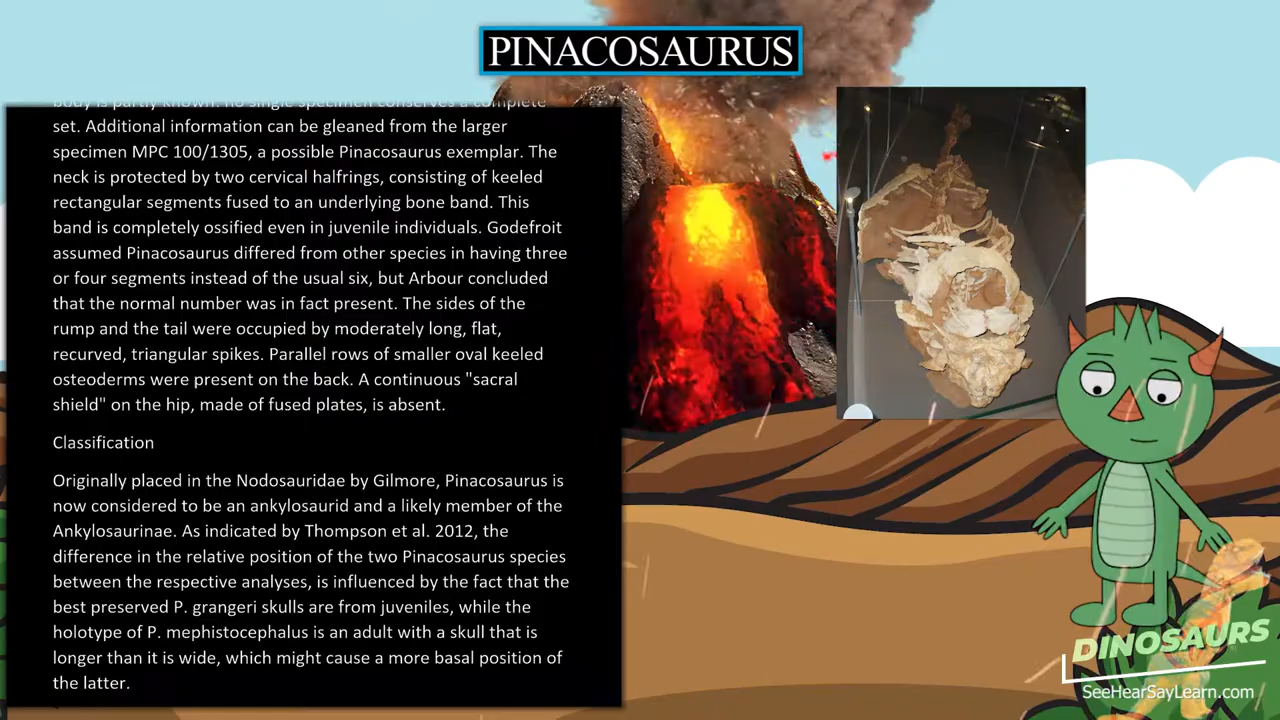 PINACOSAURUS
body is partly known: no single specimen conserves a complete
set. Additional information can be gleaned from the larger
specimen MPC 100/1305, a possible Pinacosaurus exemplar. The
neck is protected by two cervical halfrings, consisting of keeled
rectangular segments fused to an underlying bone band. This
band is completely ossified even in juvenile individuals. Godefroit
assumed Pinacosaurus differed from other species in having three
or four segments instead of the usual six, but Arbour concluded
that the normal number was in fact present. The sides of the
rump and the tail were occupied by moderately long, flat,
recurved, triangular spikes. Parallel rows of smaller oval keeled
osteoderms were present on the back. A continuous "sacral
shield" on the hip, made of fused plates, is absent.
Classification
Originally placed in the Nodosauridae by Gilmore, Pinacosaurus is
now considered to be an ankylosaurid and a likely member of the
Ankylosaurinae. As indicated by Thompson et al. 2012, the
difference in the relative position of the two Pinacosaurus species
between the respective analyses, is influenced by the fact that the
best preserved P. grangeri skulls are from juveniles, while the
holotype of P. mephistocephalus is an adult with a skull that is
longer than it is wide, which might cause a more basal position of
the latter.
DINOSAURS
SeeHearSayLearn.com